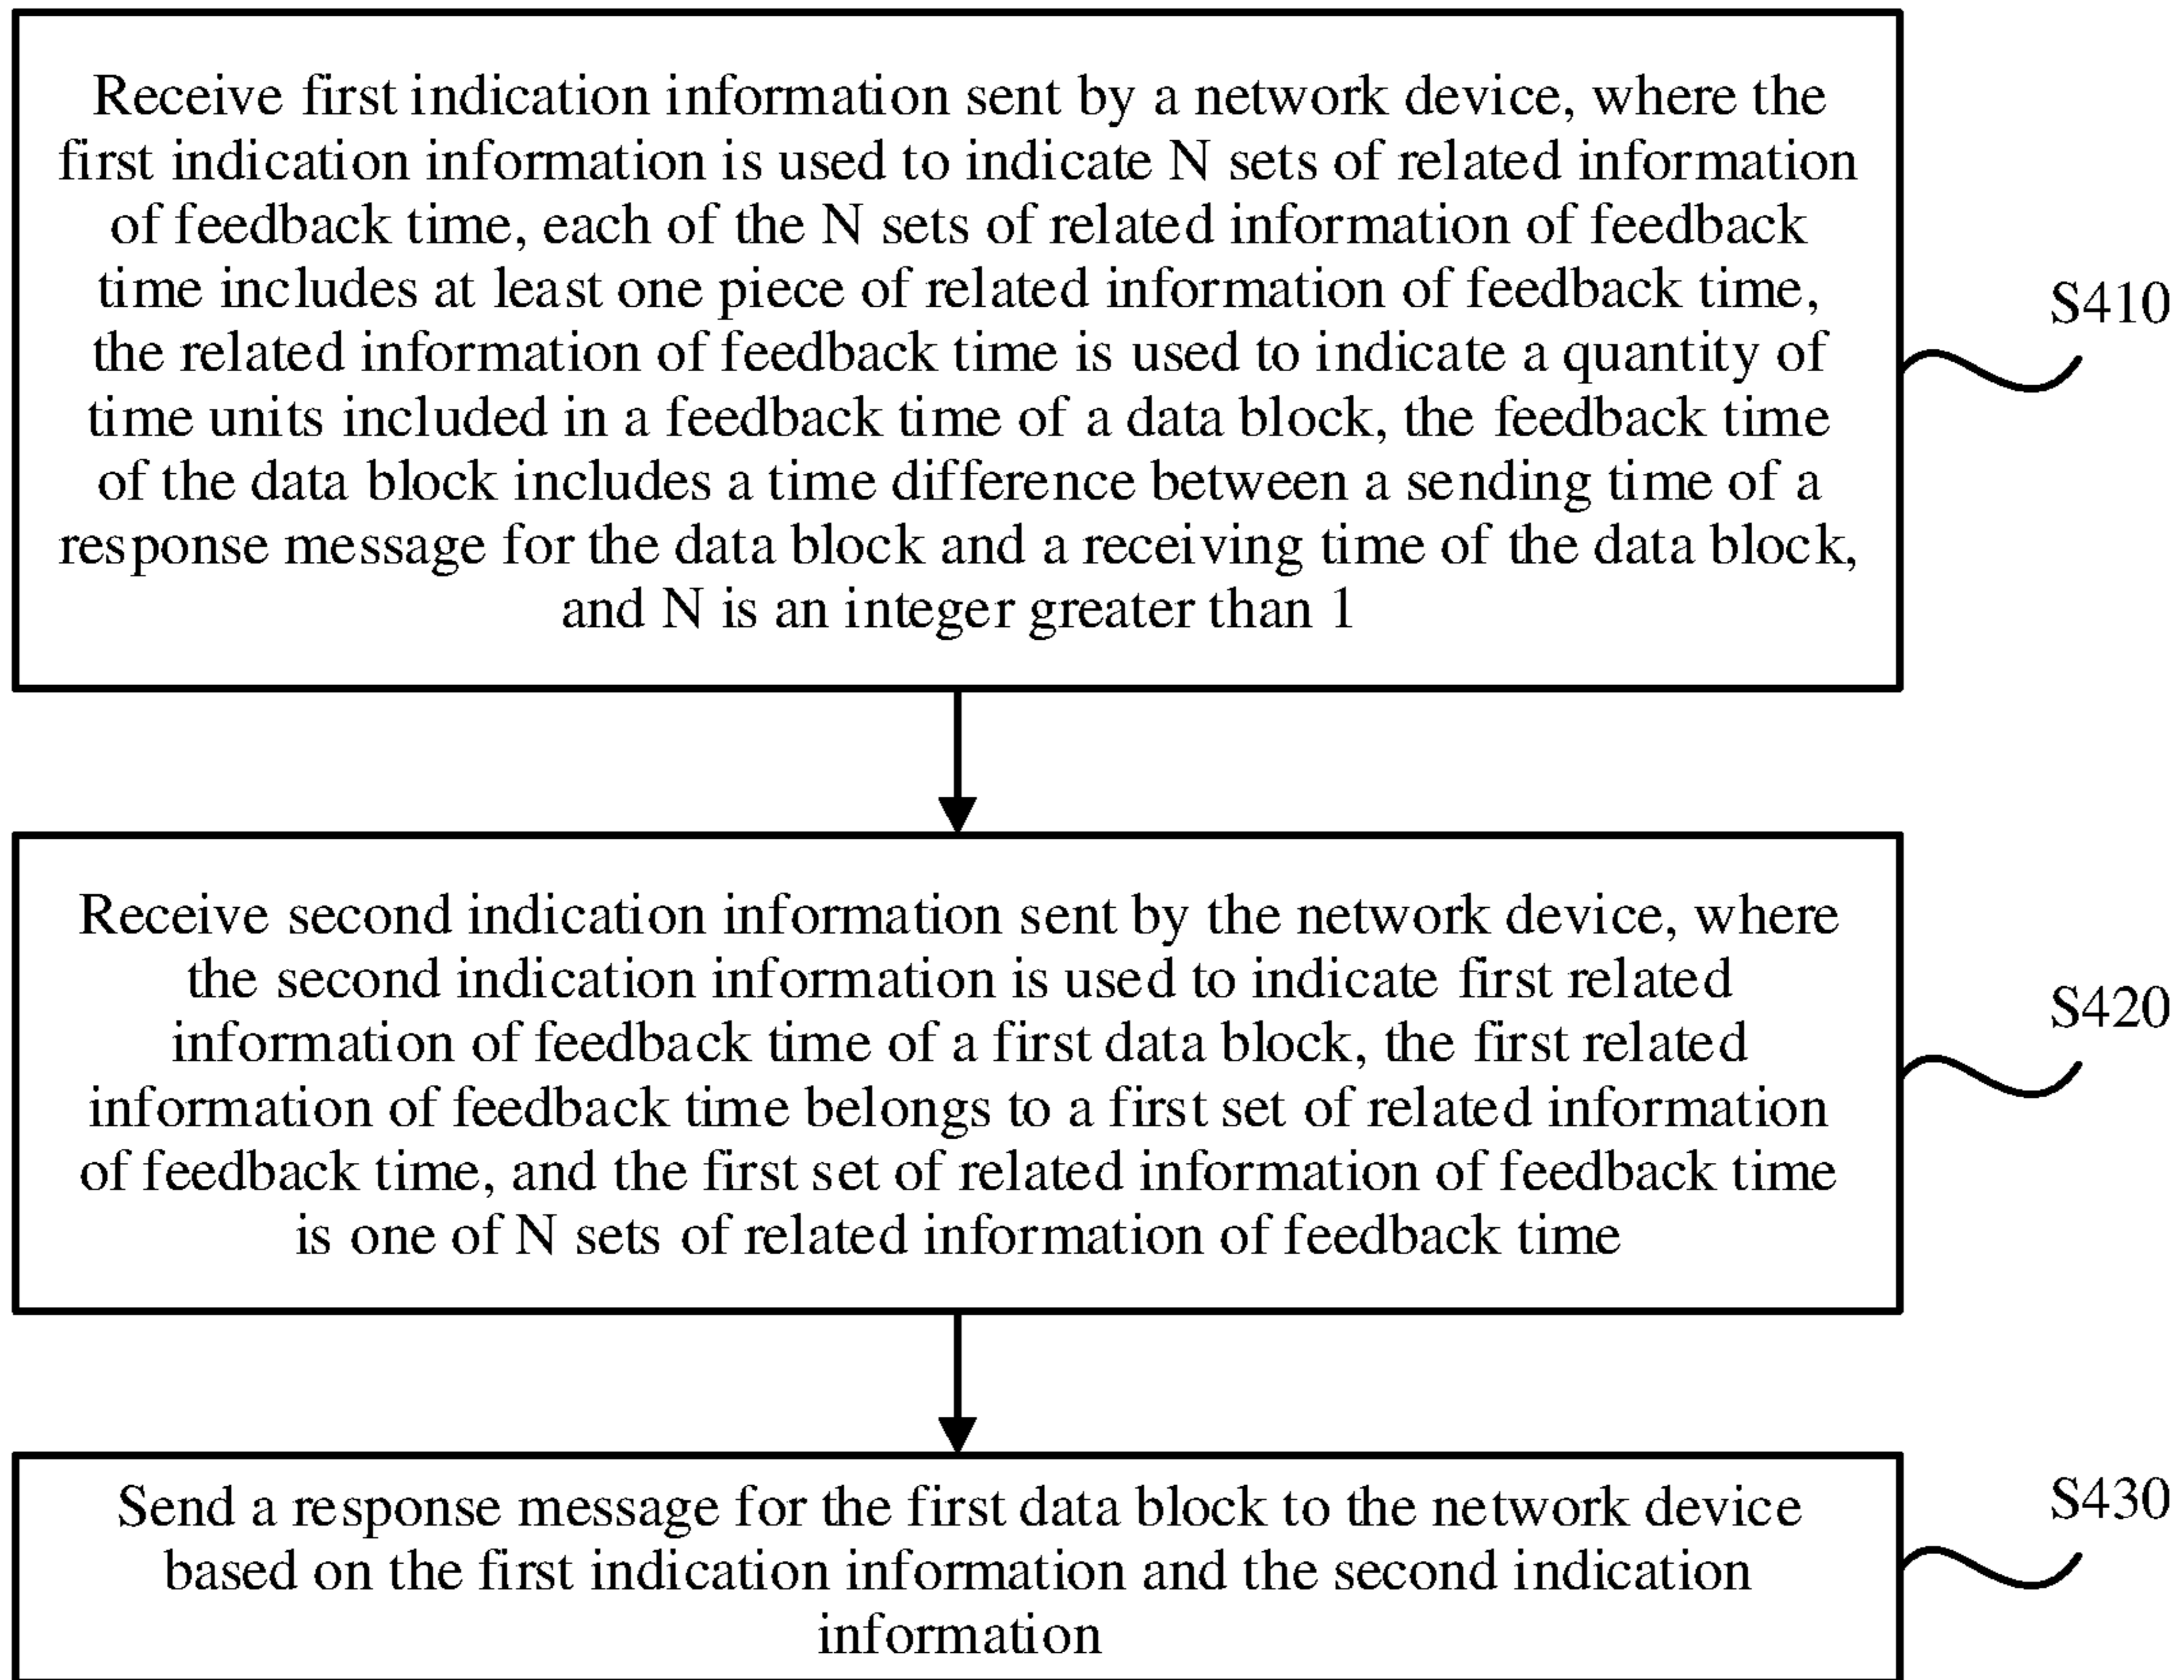 Receive first indication information sent by a network device, where the
first indication information is used to indicate N sets of related information
of feedback time, each of the N sets of related information of feedback
time includes at least one piece of related information of feedback time,
the related information of feedback time is used to indicate a quantity of
time units included in a feedback time of a data block, the feedback time
of the data block includes a time difference between a sending time of a
response message for the data block and a receiving time of the data block,
and N is an integer greater than 1
S410
Receive second indication information sent by the network device, where
the second indication information is used to indicate first related
information of feedback time of a first data block, the first related
information of feedback time belongs to a first set of related information
of feedback time, and the first set of related information of feedback time
is one of N sets of related information of feedback time
S420
Send a response message for the first data block to the network device
based on the first indication information and the second indication
information
S430